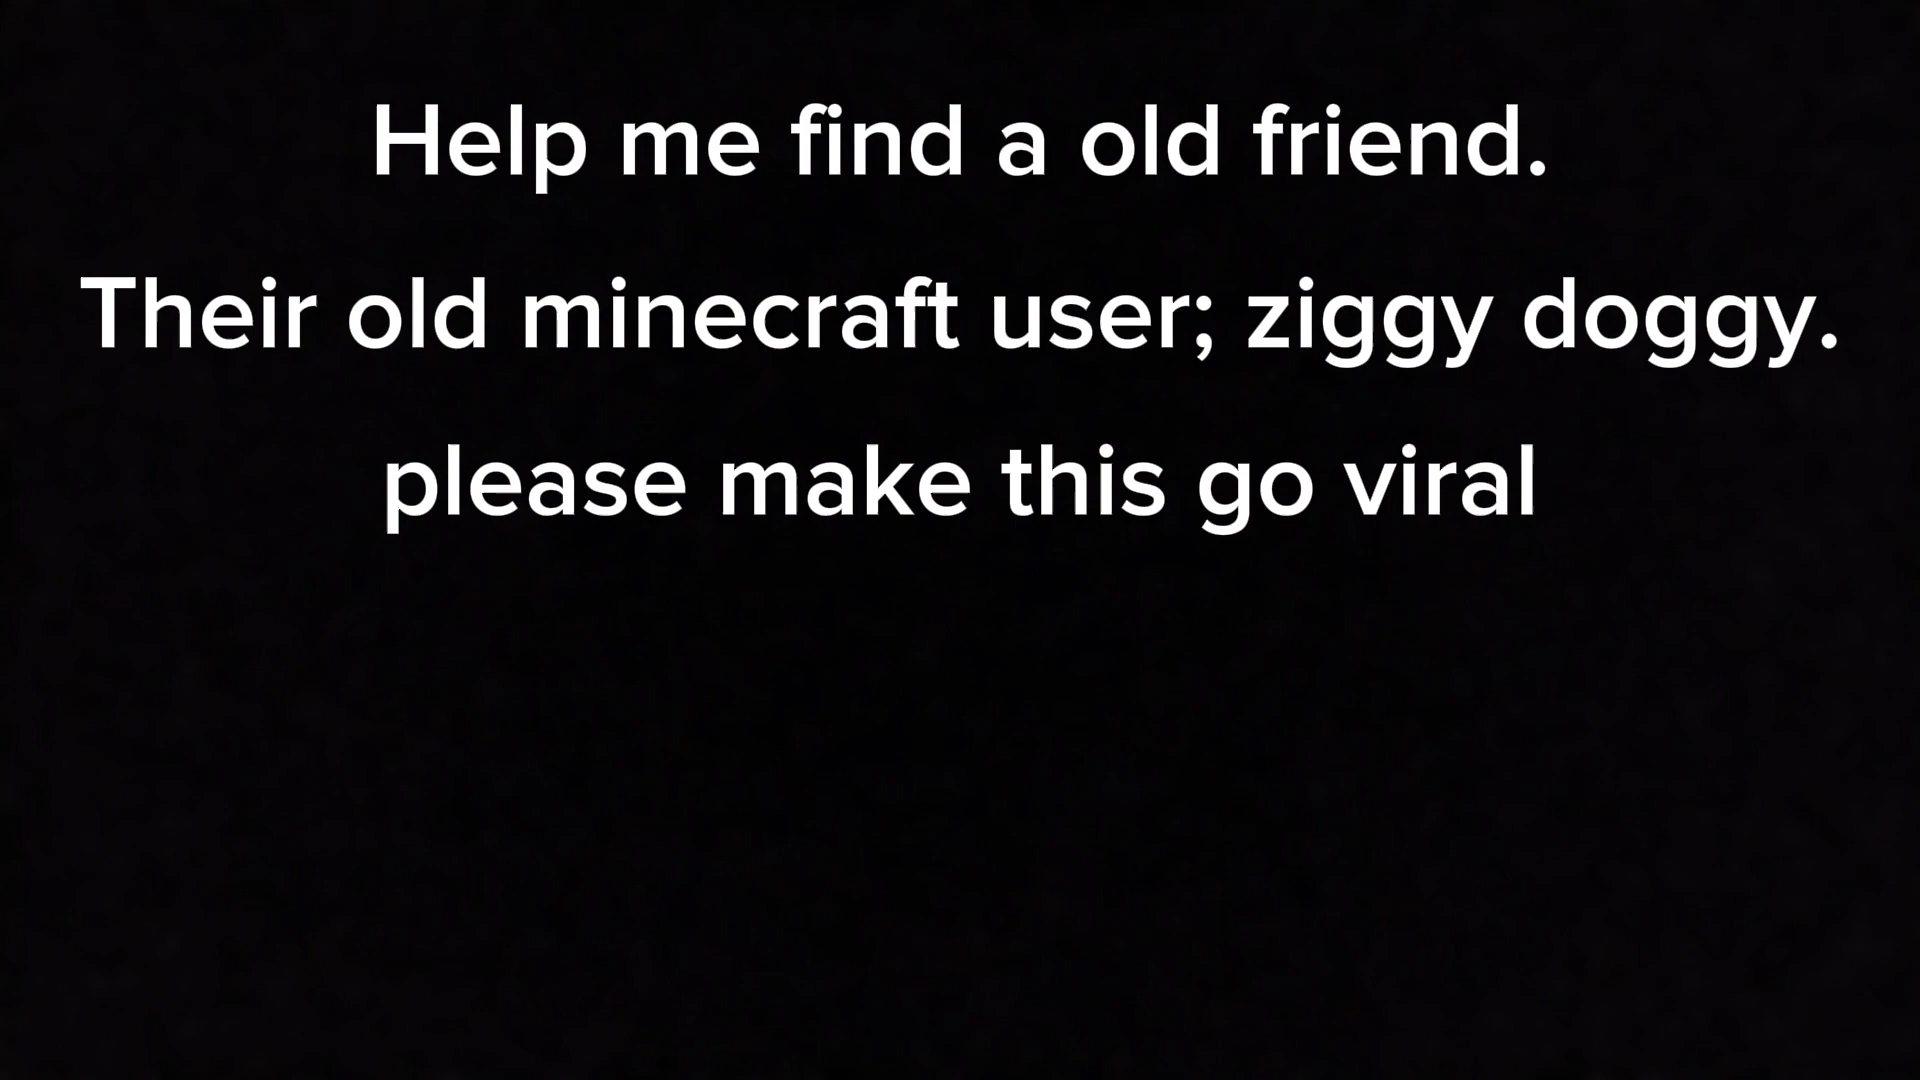 Help me find a old friend.
Their old minecraft user; ziggy doggy.
please make this go viral